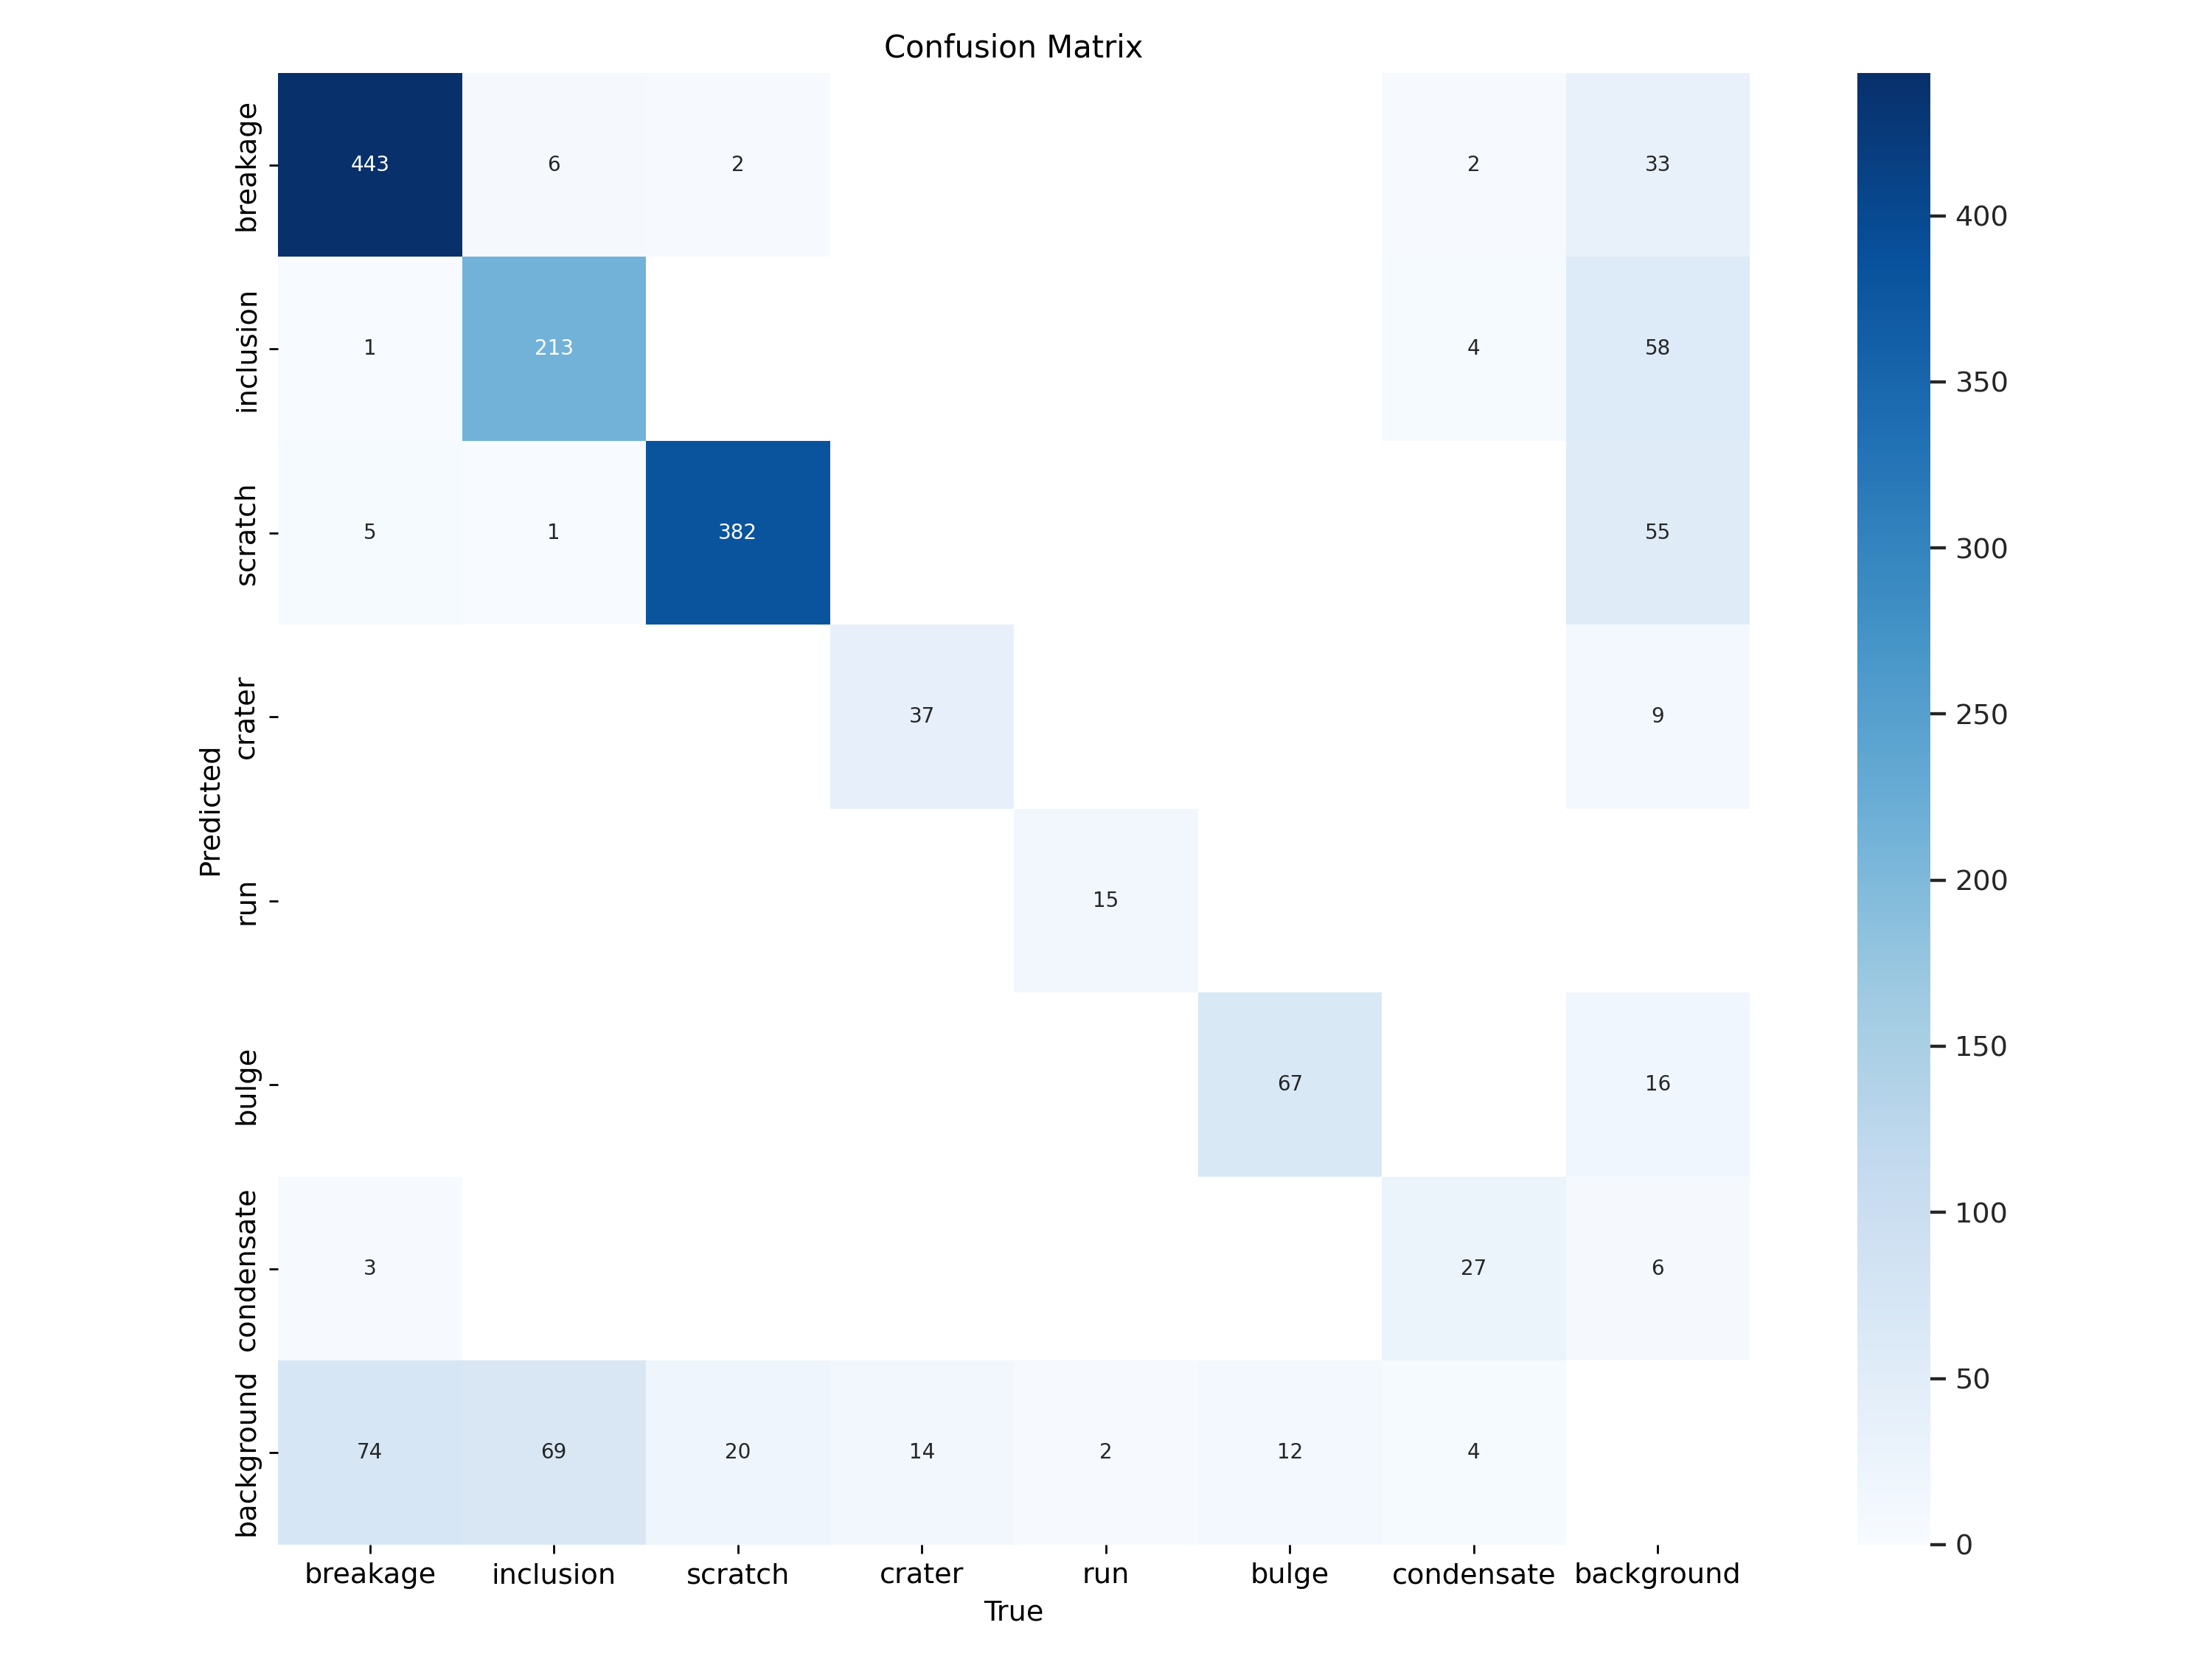 Confusion Matrix
breakage 443 6 2 2 33
inclusion 1 213 4 58
scratch 5 1 382 55
crater 37 9
run 15
bulge 67 16
condensate 3 27 6
background 74 69 20 14 2 12 4
breakage inclusion scratch crater run bulge condensate background
True
Predicted
400
350
300
250
200
150
100
50
0